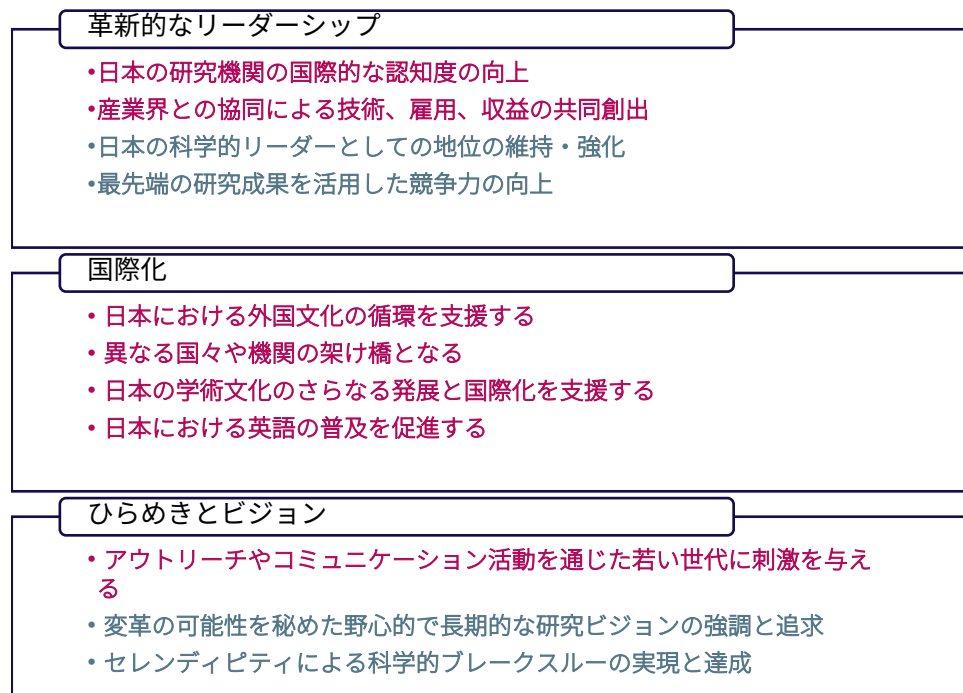 革新的なリーダーシップ
•日本の研究機関の国際的な認知度の向上
•産業界との協同による技術、雇用、収益の共同創出
•日本の科学的リーダーとしての地位の維持・強化
•最先端の研究成果を活用した競争力の向上
国際化
• 日本における外国文化の循環を支援する
• 異なる国々や機関の架け橋となる
• 日本の学術文化のさらなる発展と国際化を支援する
• 日本における英語の普及を促進する
ひらめきとビジョン
• アウトリーチやコミュニケーション活動を通じた若い世代に刺激を与え
る
• 変革の可能性を秘めた野心的で長期的な研究ビジョンの強調と追求
• セレンディピティによる科学的ブレークスルーの実現と達成